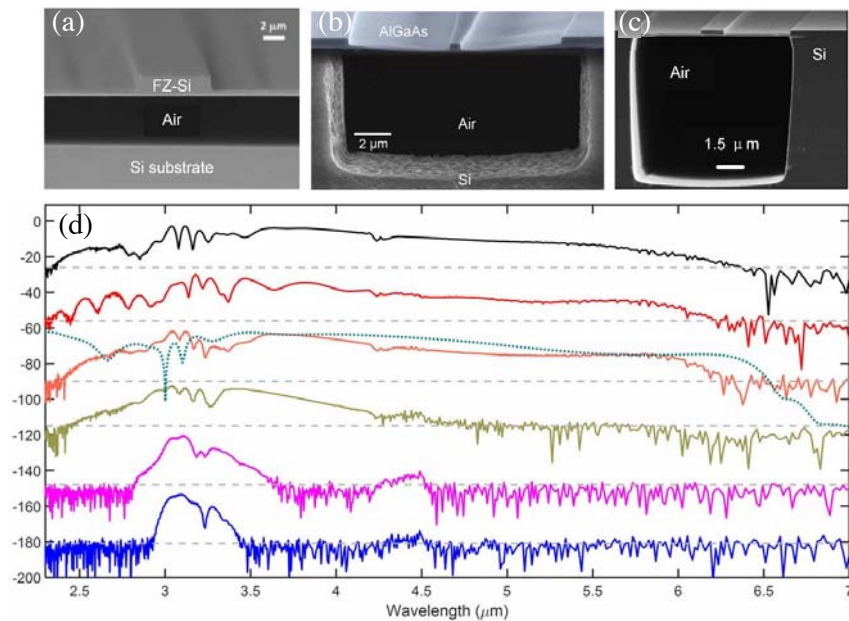 (a)
2 μm
FZ-Si
Air
Si substrate
(b)
AlGaAs
Air
2 μm
Si
(c)
Air
Si
1.5 μm
(d)
0
-20
-40
-60
-80
-100
-120
-140
-160
-180
-200
2.5 3 3.5 4 4.5 5 5.5 6 6.5 7
Wavelength (μm)